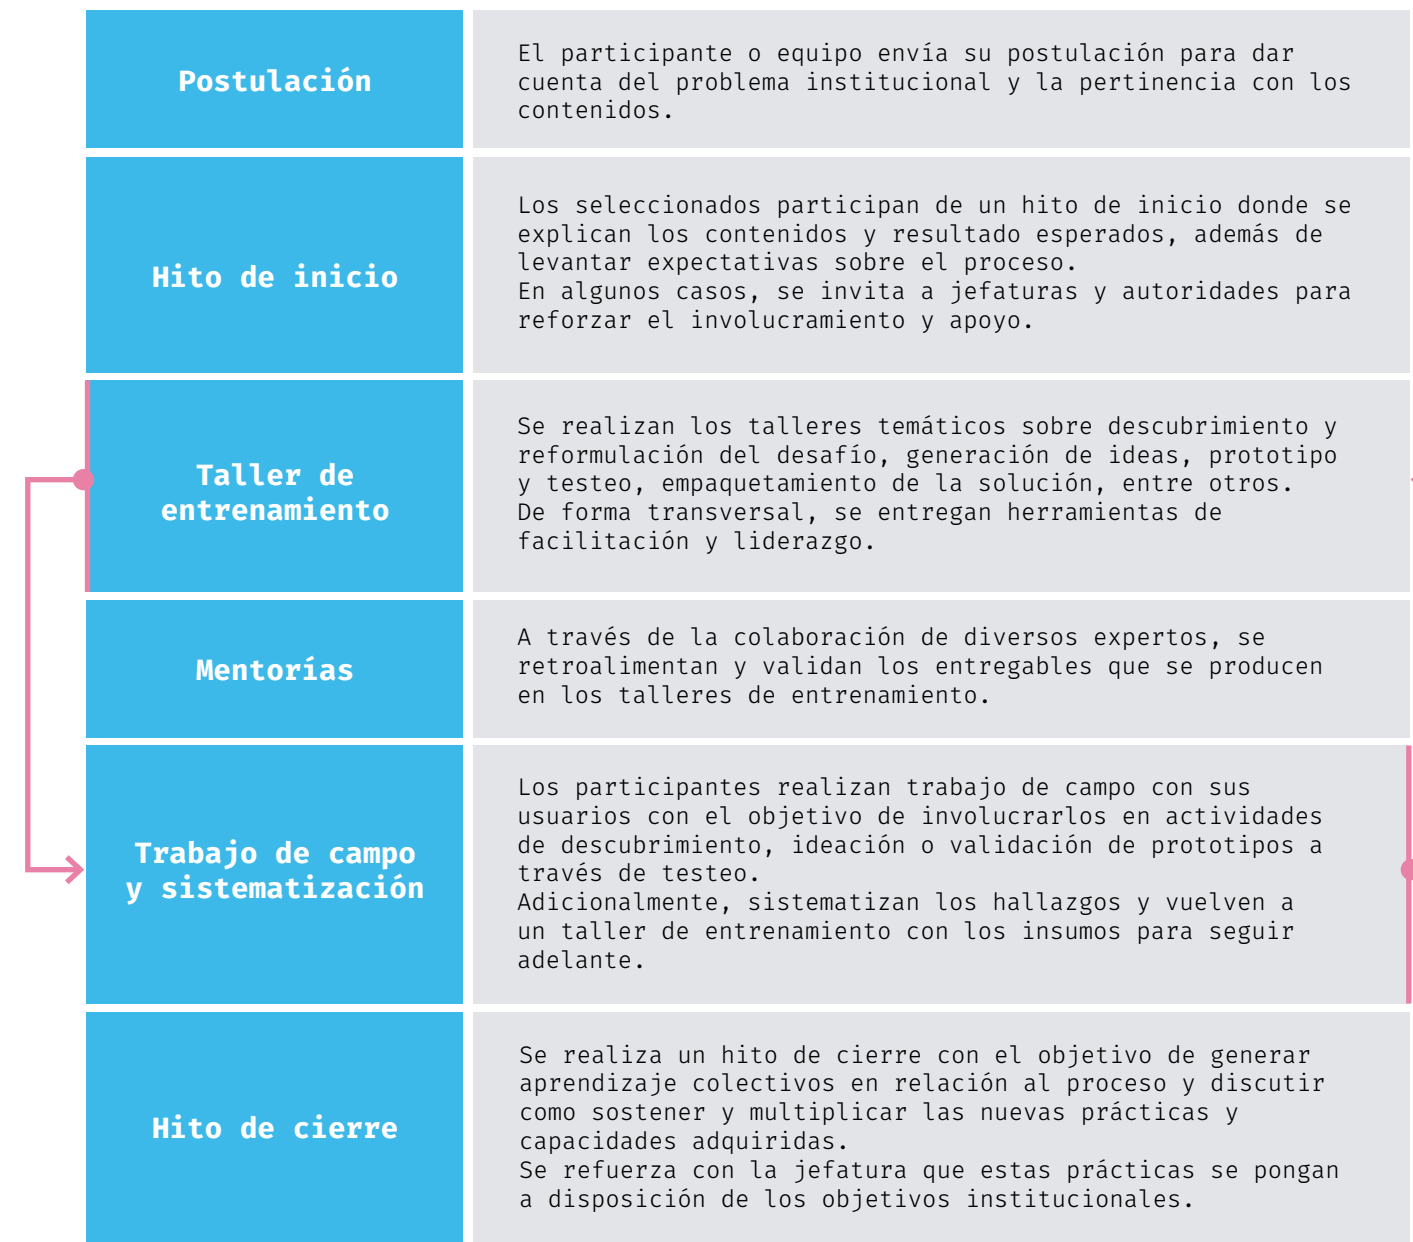 Postulación
El participante o equipo envía su postulación para dar
cuenta del problema institucional y la pertinencia con los
contenidos.
Hito de inicio
Los seleccionados participan de un hito de inicio donde se
explican los contenidos y resultado esperados, además de
levantar expectativas sobre el proceso.
En algunos casos, se invita a jefaturas y autoridades para
reforzar el involucramiento y apoyo.
Taller de
entrenamiento
Se realizan los talleres temáticos sobre descubrimiento y
reformulación del desafío, generación de ideas, prototipo
y testeo, empaquetamiento de la solución, entre otros.
De forma transversal, se entregan herramientas de
facilitación y liderazgo.
Mentorías
A través de la colaboración de diversos expertos, se
retroalimentan y validan los entregables que se producen
en los talleres de entrenamiento.
Trabajo de campo
y sistematización
Los participantes realizan trabajo de campo con sus
usuarios con el objetivo de involucrarlos en actividades
de descubrimiento, ideación o validación de prototipos a
través de testeo.
Adicionalmente, sistematizan los hallazgos y vuelven a
un taller de entrenamiento con los insumos para seguir
adelante.
Hito de cierre
Se realiza un hito de cierre con el objetivo de generar
aprendizaje colectivos en relación al proceso y discutir
como sostener y multiplicar las nuevas prácticas y
capacidades adquiridas.
Se refuerza con la jefatura que estas prácticas se pongan
a disposición de los objetivos institucionales.